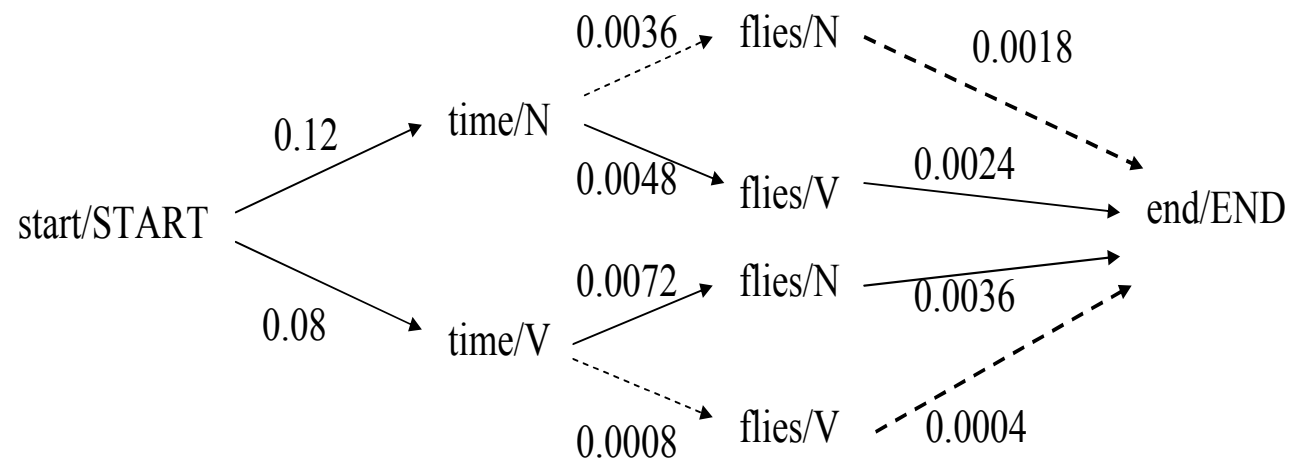 0.0036
flies/N
0.0018
0.12
time/N
0.0048
flies/V
0.0024
start/START
end/END
0.0072
flies/N
0.0036
0.08
time/V
0.0008
flies/V
0.0004